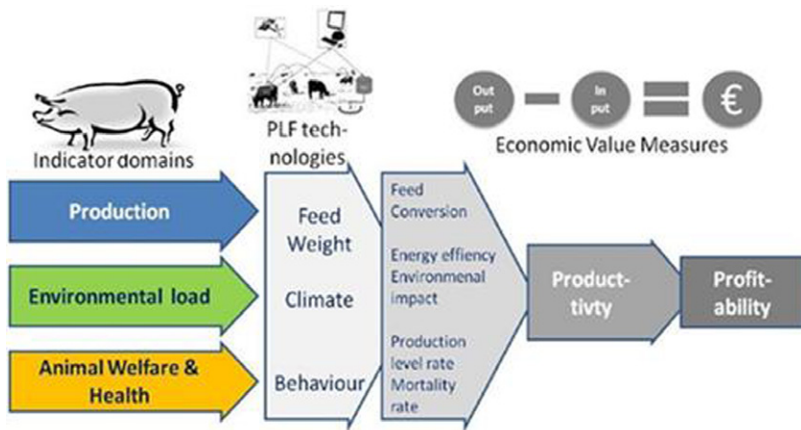 Out
put
In
put
€
Economic Value Measures
PLF tech-
nologies
Indicator domains
Production
Environmental load
Animal Welfare &
Health
Feed
Weight
Climate
Behaviour
Feed
Conversion
Energy effiency
Environmenal
impact
Production
level rate
Mortality
rate
Produc-
tivty
Profit-
ability